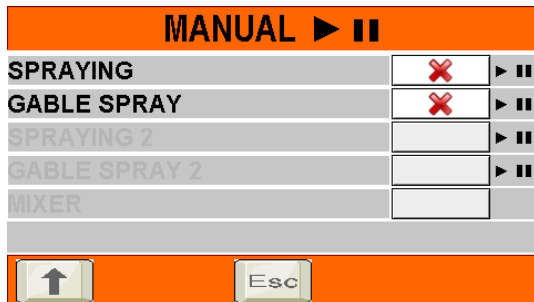 MANUAL ►▐▐
SPRAYING ►▐▐
GABLE SPRAY ►▐▐
SPRAYING 2 ►▐▐
GABLE SPRAY 2 ►▐▐
MIXER
Esc